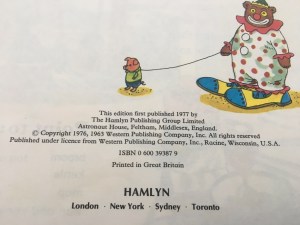 This edition first published 1977 by
The Hamlyn Publishing Group Limited
Astronaut House, Feltham, Middlesex, England.
© Copyright 1976, 1963 Western Publishing Company, Inc. All rights reserved
Published under licence from Western Publishing Company, Inc., Racine, Wisconsin, U.S.A.
ISBN 0 600 39387 9
Printed in Great Britain
HAMLYN
London · New York · Sydney · Toronto